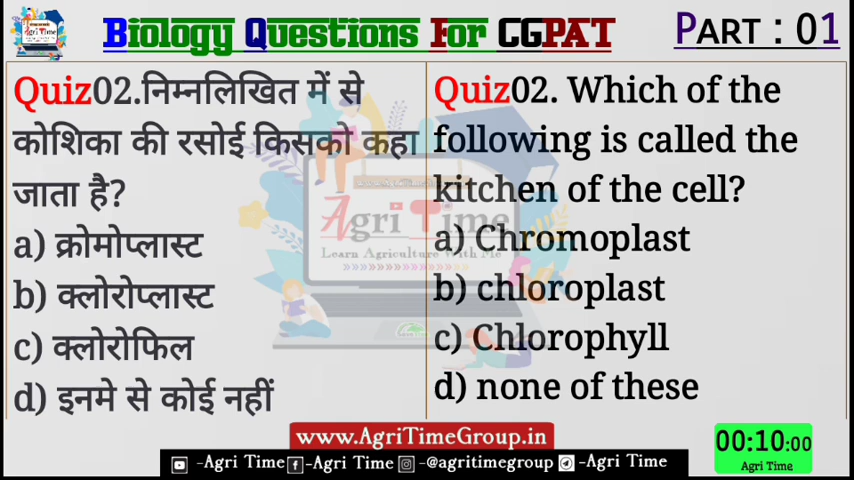 Biology Questions For CGPAT
PART : 01
Quiz02.निम्नलिखित में से
कोशिका की रसोई किसको कहा
जाता है?
a) क्रोमोप्लास्ट
b) क्लोरोप्लास्ट
c) क्लोरोफिल
d) इनमे से कोई नहीं
Quiz02. Which of the
following is called the
kitchen of the cell?
a) Chromoplast
b) chloroplast
c) Chlorophyll
d) none of these
Agri Time
Learn Agriculture With Me
www.AgriTimeGroup.in
-Agri Time -Agri Time -@agritimegroup -Agri Time
00:10:00
Agri Time